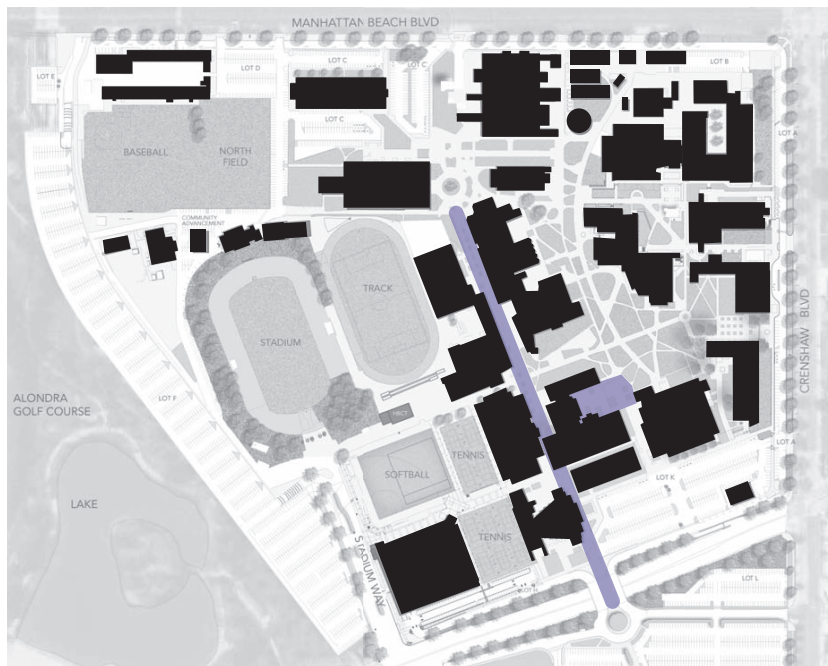 MANHATTAN BEACH BLVD
LOT E
LOT D
LOT C
LOT C
LOT B
LOT C
LOT A
BASEBALL
NORTH
FIELD
COMMUNITY
ADVANCEMENT
TRACK
STADIUM
CRENSHAW BLVD
ALONDRA
GOLF COURSE
LOT F
LOT A
SOFTBALL
TENNIS
LOT K
LAKE
TENNIS
STADIUM WAY
LOT H
LOT L